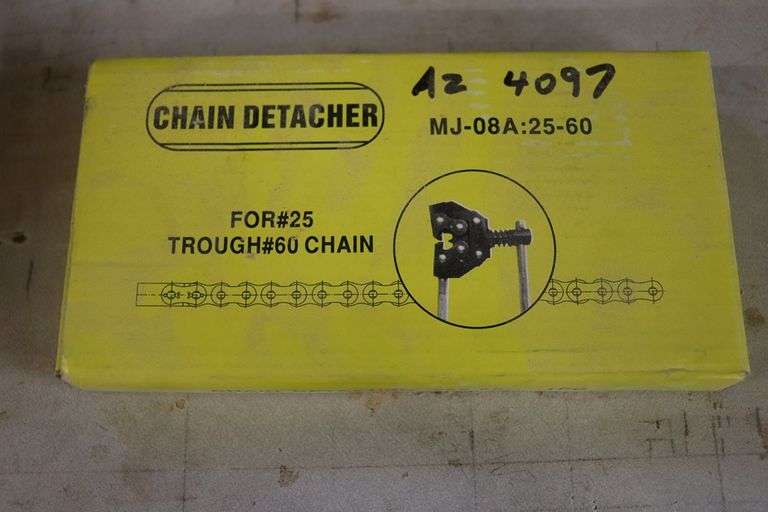 AZ 4097
CHAIN DETACHER
MJ-08A:25-60
FOR#25
TROUGH#60 CHAIN